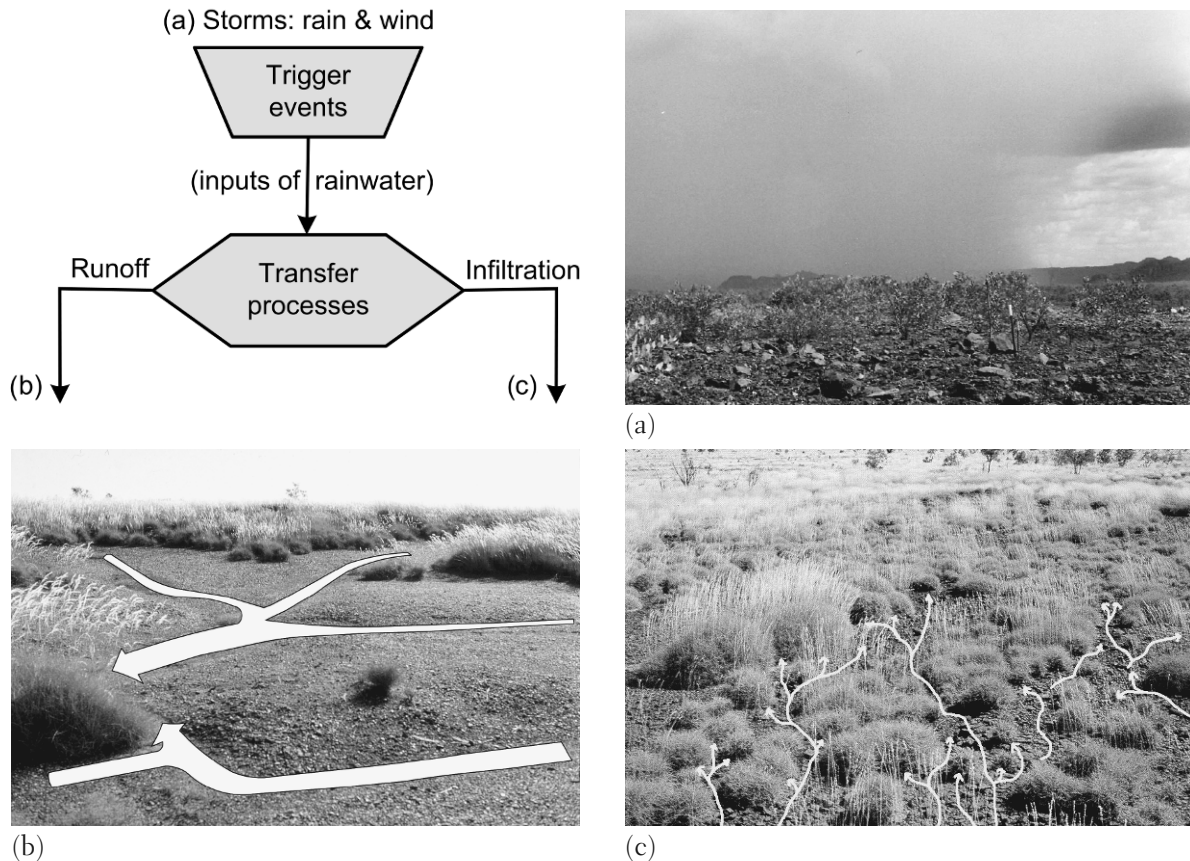 (a) Storms: rain & wind
Trigger
events
(inputs of rainwater)
Runoff
Transfer
processes
Infiltration
(b)
(c)
(a)
(b)
(c)